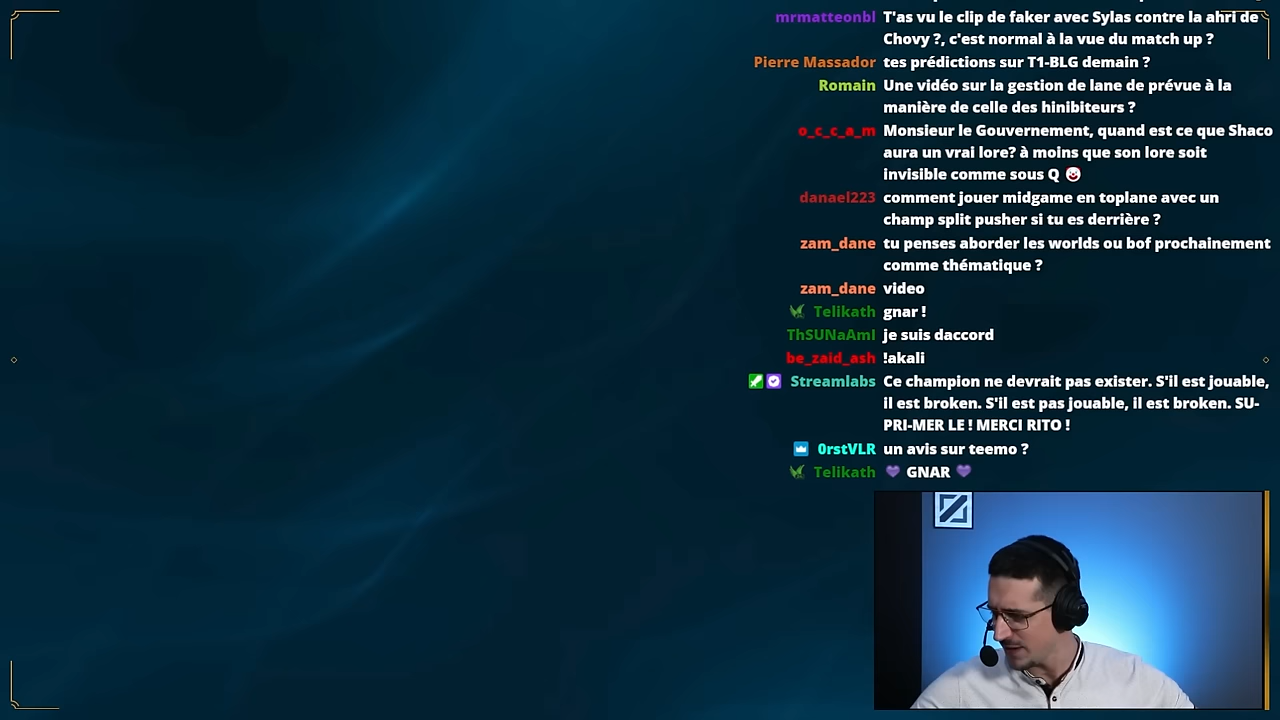 mrmatteonbl T'as vu le clip de faker avec Sylas contre la ahri de
Chovy ?, c'est normal à la vue du match up ?
Pierre Massador tes prédictions sur T1-BLG demain ?
Romain Une vidéo sur la gestion de lane de prévue à la
manière de celle des hinibiteurs ?
o_c_c_a_m Monsieur le Gouvernement, quand est ce que Shaco
aura un vrai lore? à moins que son lore soit
invisible comme sous Q 🤡
danael223 comment jouer midgame en toplane avec un
champ split pusher si tu es derrière ?
zam_dane tu penses aborder les worlds ou bof prochainement
comme thématique ?
zam_dane video
Telikath gnar !
ThSUNaAmI je suis daccord
be_zaid_ash !akali
Streamlabs Ce champion ne devrait pas exister. S'il est jouable,
il est broken. S'il est pas jouable, il est broken. SU-
PRI-MER LE ! MERCI RITO !
0rstVLR un avis sur teemo ?
Telikath 💜 GNAR 💜